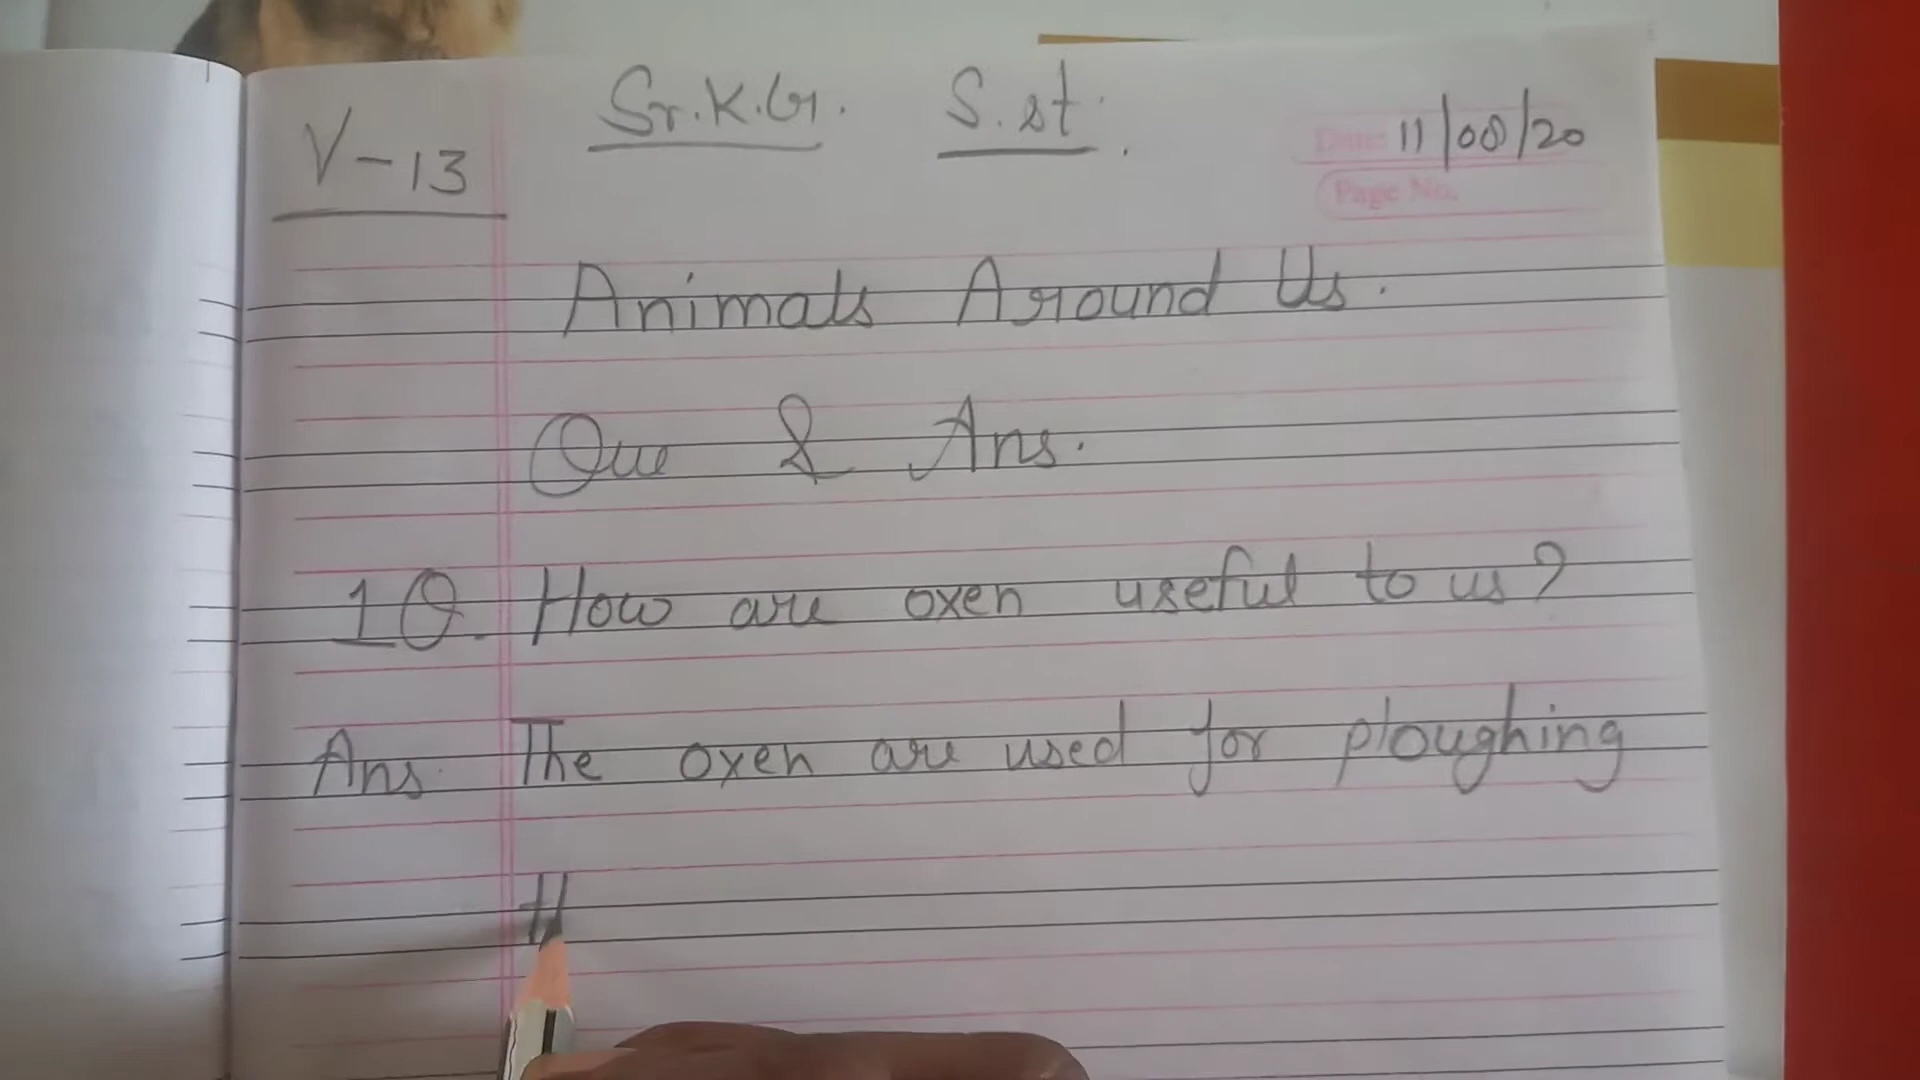 V-13 Sr.K.G. S.st. Date: 11/08/20
Page No.
Animals Around Us.
Que & Ans.
1Q. How are oxen useful to us?
Ans. The oxen are used for ploughing